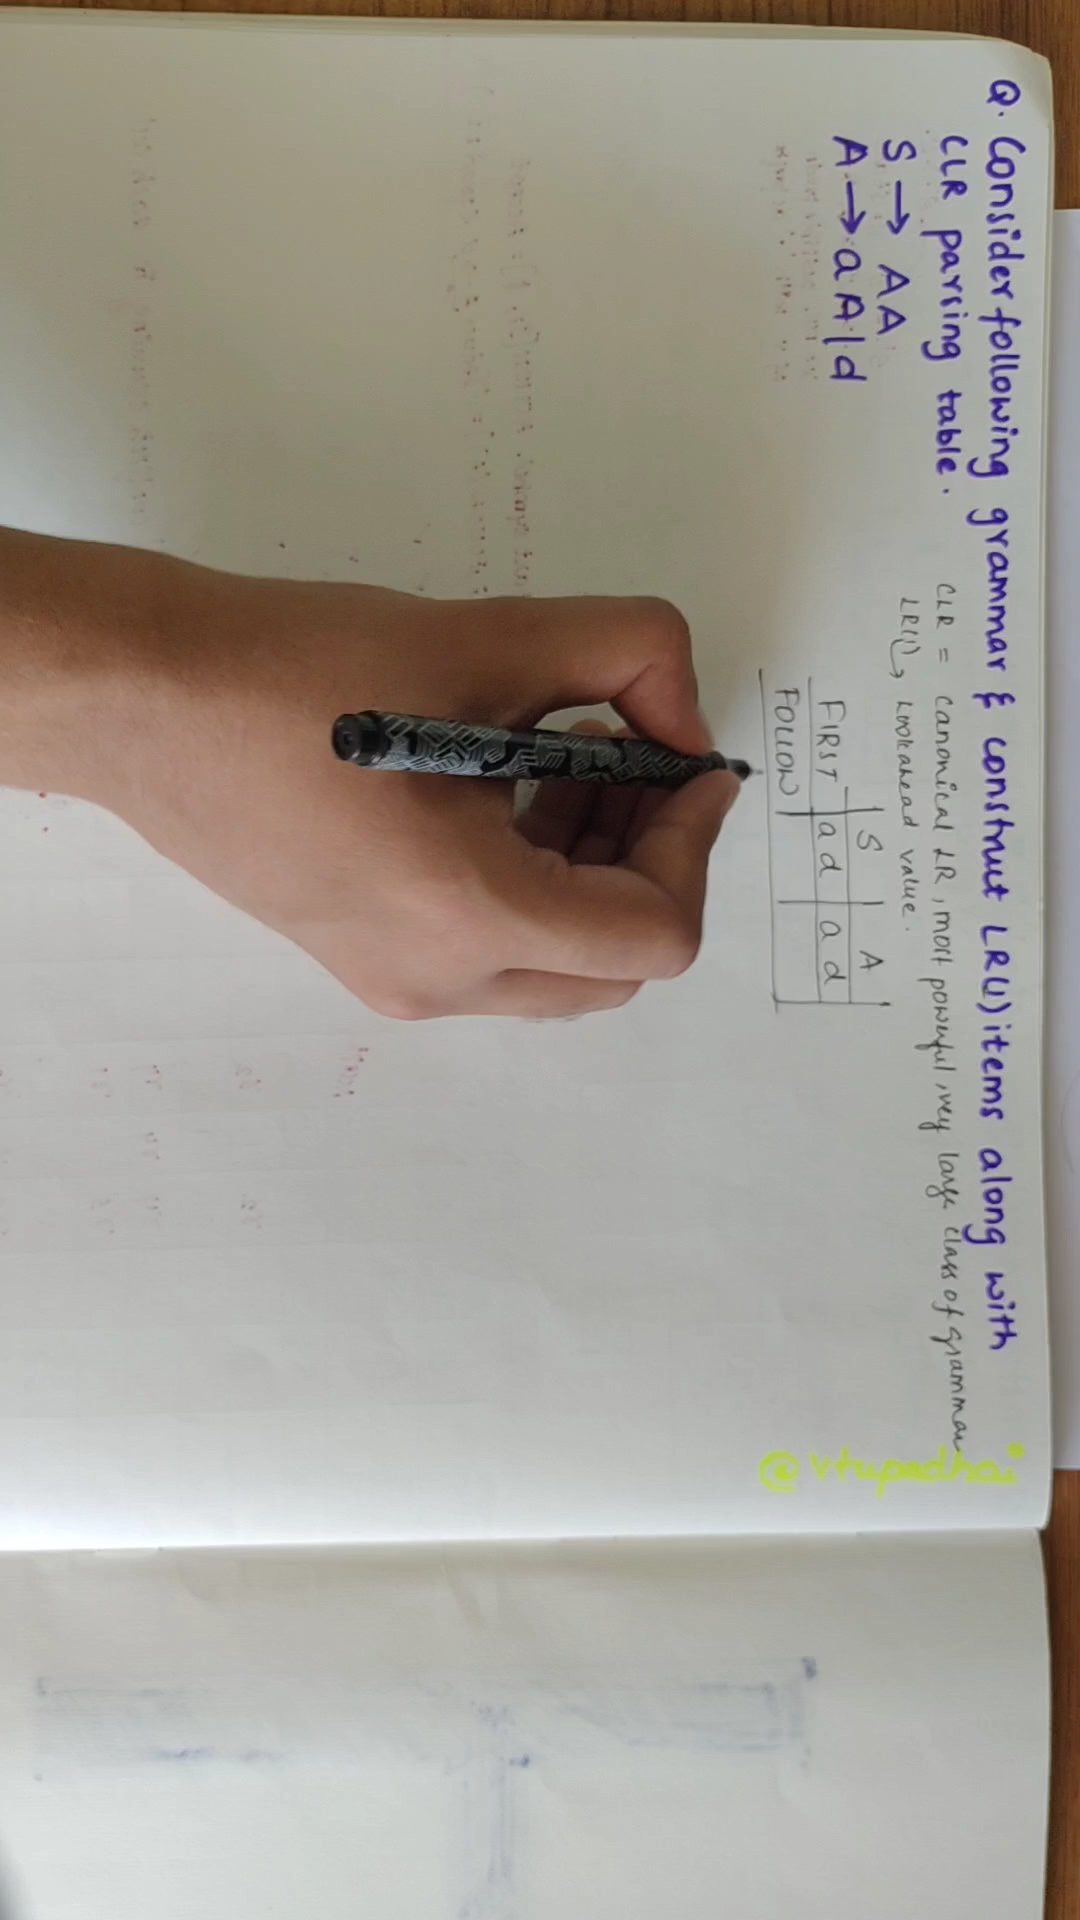 Q. Consider following grammar & construct LR(1) items along with
CLR parsing table.
S → AA
A → aA | d
CLR = canonical LR, most powerful, very large class of grammar
LR(1) → Lookahead value.
S A
FIRST a d a d
FOLLOW
@vtupadhai